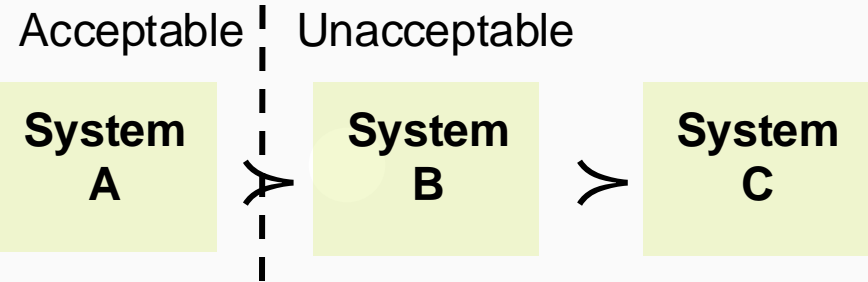 Acceptable Unacceptable
System
A
≻
System
B
≻
System
C